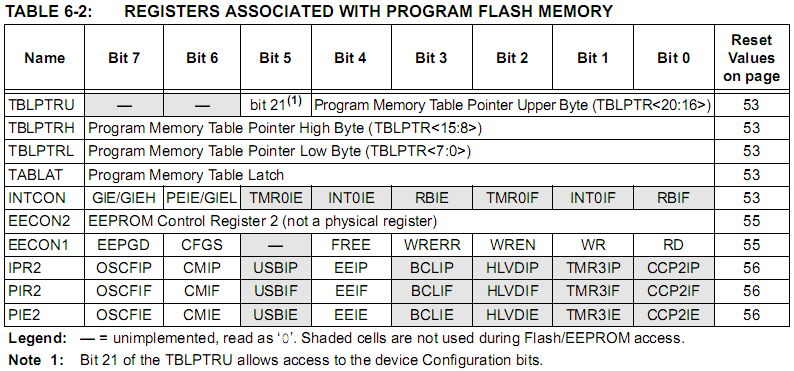 TABLE 6-2: REGISTERS ASSOCIATED WITH PROGRAM FLASH MEMORY
Name Bit 7 Bit 6 Bit 5 Bit 4 Bit 3 Bit 2 Bit 1 Bit 0 Reset Values on page
TBLPTRU — — bit 21(1) Program Memory Table Pointer Upper Byte (TBLPTR<20:16>) 53
TBLPTRH Program Memory Table Pointer High Byte (TBLPTR<15:8>) 53
TBLPTRL Program Memory Table Pointer Low Byte (TBLPTR<7:0>) 53
TABLAT Program Memory Table Latch 53
INTCON GIE/GIEH PEIE/GIEL TMR0IE INT0IE RBIE TMR0IF INT0IF RBIF 53
EECON2 EEPROM Control Register 2 (not a physical register) 55
EECON1 EEPGD CFGS — FREE WRERR WREN WR RD 55
IPR2 OSCFIP CMIP USBIP EEIP BCLIP HLVDIP TMR3IP CCP2IP 56
PIR2 OSCFIF CMIF USBIF EEIF BCLIF HLVDIF TMR3IF CCP2IF 56
PIE2 OSCFIE CMIE USBIE EEIE BCLIE HLVDIE TMR3IE CCP2IE 56
Legend: — = unimplemented, read as '0'. Shaded cells are not used during Flash/EEPROM access.
Note 1: Bit 21 of the TBLPTRU allows access to the device Configuration bits.